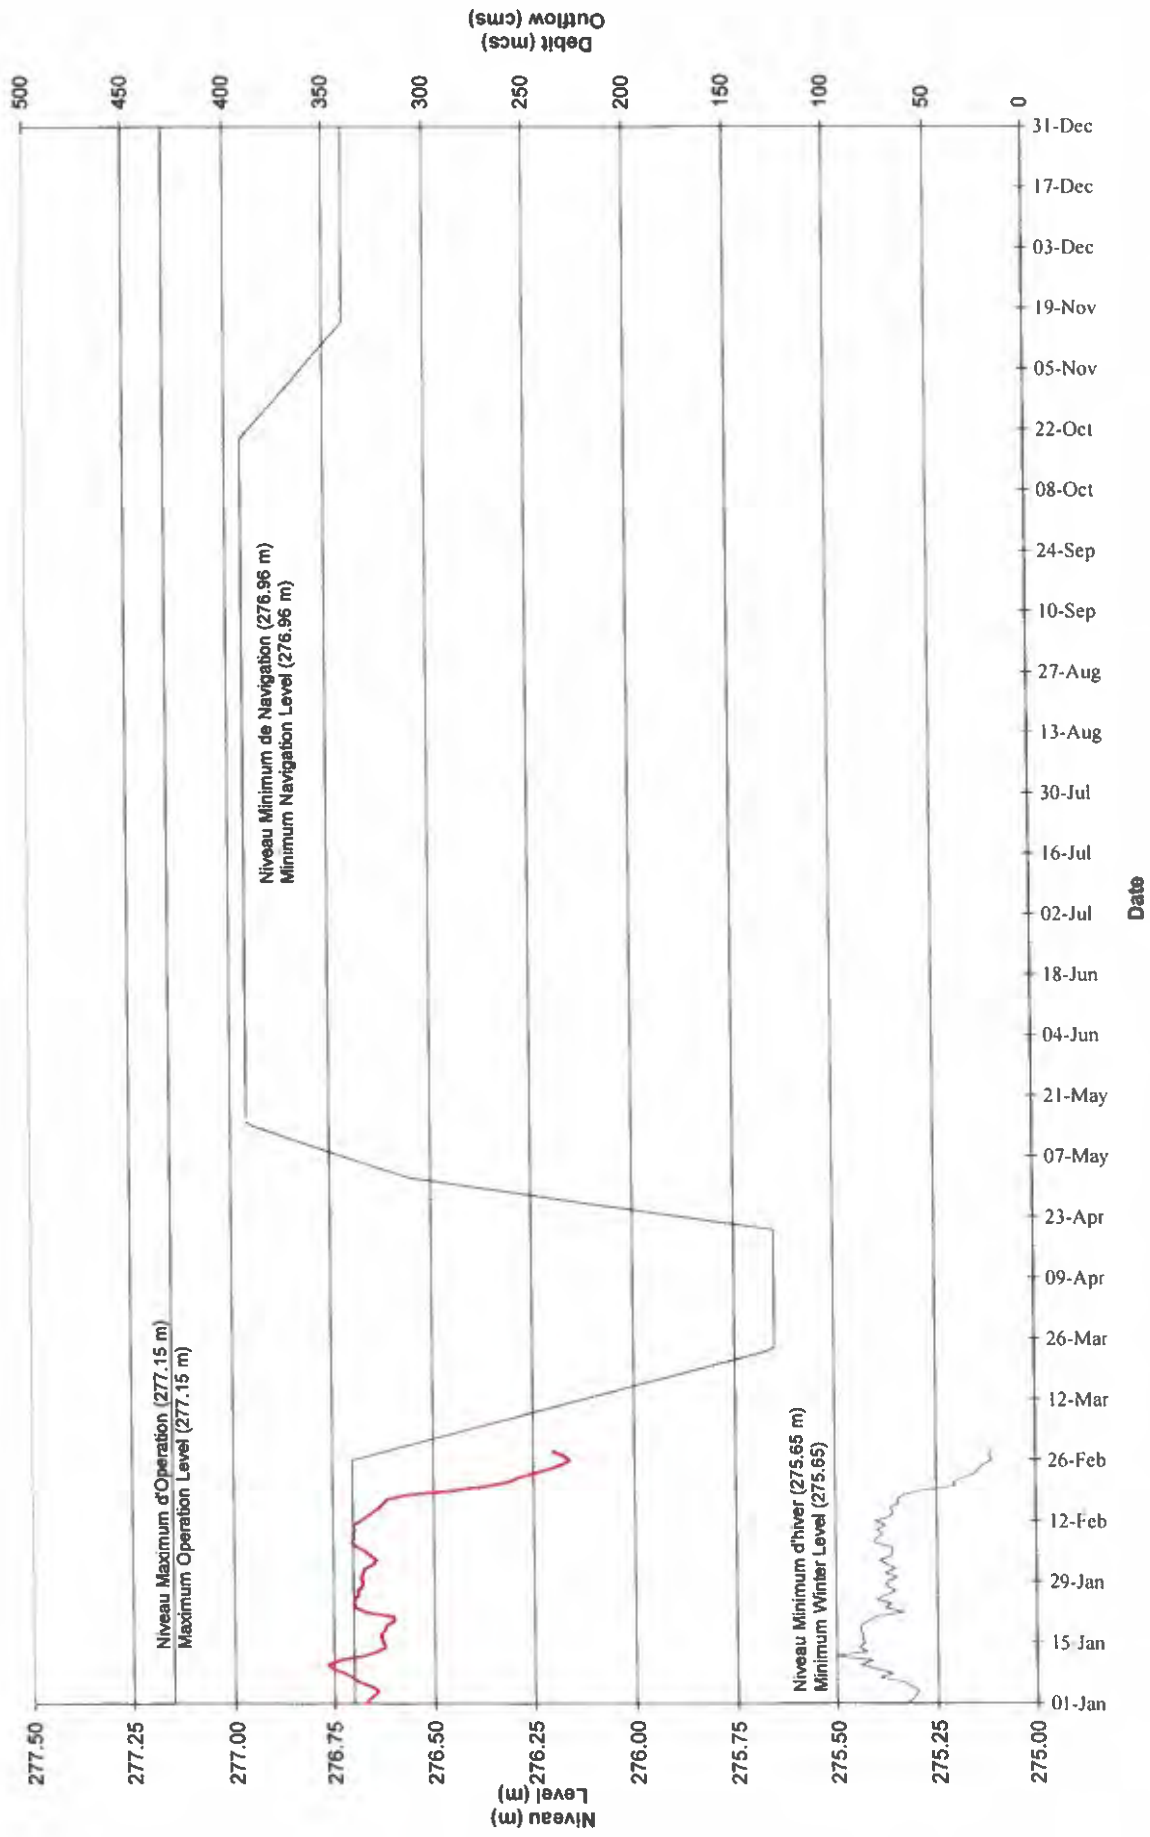 Niveau (m)
Level (m)
277.50
277.25
277.00
276.75
276.50
276.25
276.00
275.75
275.50
275.25
275.00
Niveau Maximum d'Operation (277.15 m)
Maximum Operation Level (277.15 m)
Niveau Minimum de Navigation (276.96 m)
Minimum Navigation Level (276.96 m)
Niveau Minimum d'hiver (275.65 m)
Minimum Winter Level (275.65)
500
450
400
350
300
250
200
150
100
50
0
Debit (mcs)
Outflow (cms)
01-Jan
15-Jan
29-Jan
12-Feb
26-Feb
12-Mar
26-Mar
09-Apr
23-Apr
07-May
21-May
04-Jun
18-Jun
02-Jul
16-Jul
30-Jul
13-Aug
27-Aug
10-Sep
24-Sep
08-Oct
22-Oct
05-Nov
19-Nov
03-Dec
17-Dec
31-Dec
Date